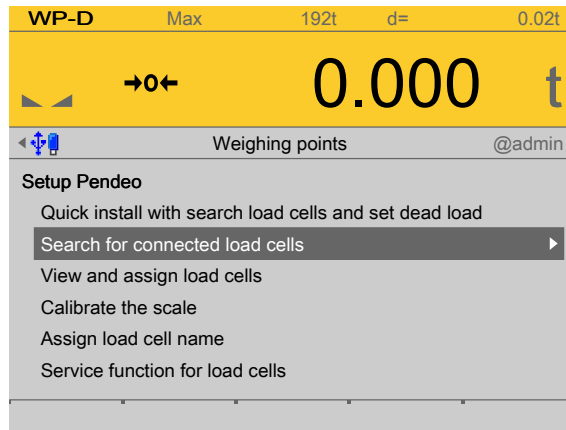 WP-D Max 192t d= 0.02t
→0← 0.000 t
Weighing points @admin
Setup Pendeo
Quick install with search load cells and set dead load
Search for connected load cells
View and assign load cells
Calibrate the scale
Assign load cell name
Service function for load cells